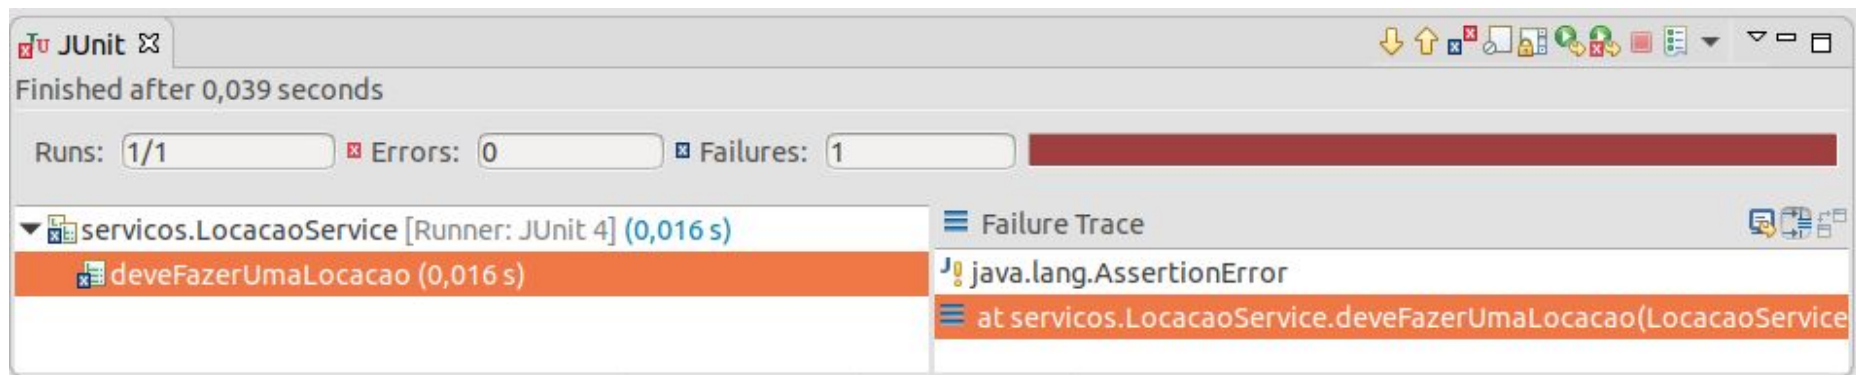 JUnit
Finished after 0,039 seconds
Runs: 1/1 Errors: 0 Failures: 1
servicos.LocacaoService [Runner: JUnit 4] (0,016 s)
deveFazerUmaLocacao (0,016 s)
Failure Trace
java.lang.AssertionError
at servicos.LocacaoService.deveFazerUmaLocacao(LocacaoService